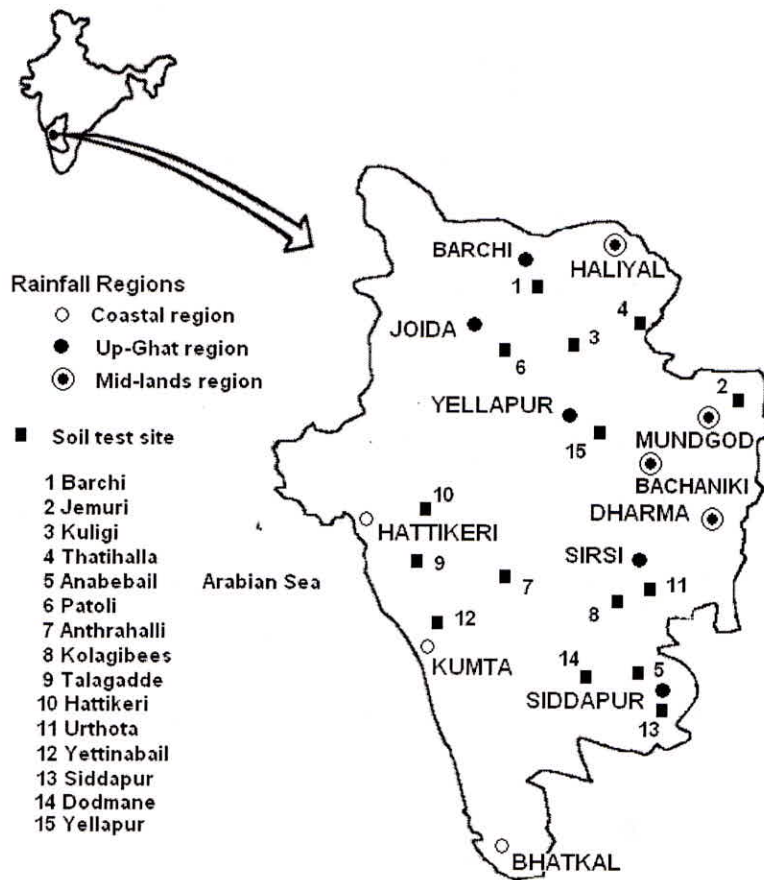 BARCHI
HALIYAL
1
Rainfall Regions
Coastal region
4
JOIDA
3
Up-Ghat region
6
Mid-lands region
2
YELLAPUR
Soil test site
15
MUNDGOD
1 Barchi
BACHANIKI
2 Jemuri
10
3 Kuligi
HATTIKERI
DHARMA
4 Thatihalla
SIRSI
9
5 Anabebail
Arabian Sea
7
11
6 Patoli
8
7 Anthrahalli
12
8 Kolagibees
KUMTA
14
5
9 Talagadde
SIDDAPUR
10 Hattikeri
13
11 Urthota
12 Yettinabail
13 Siddapur
14 Dodmane
15 Yellapur
BHATKAL